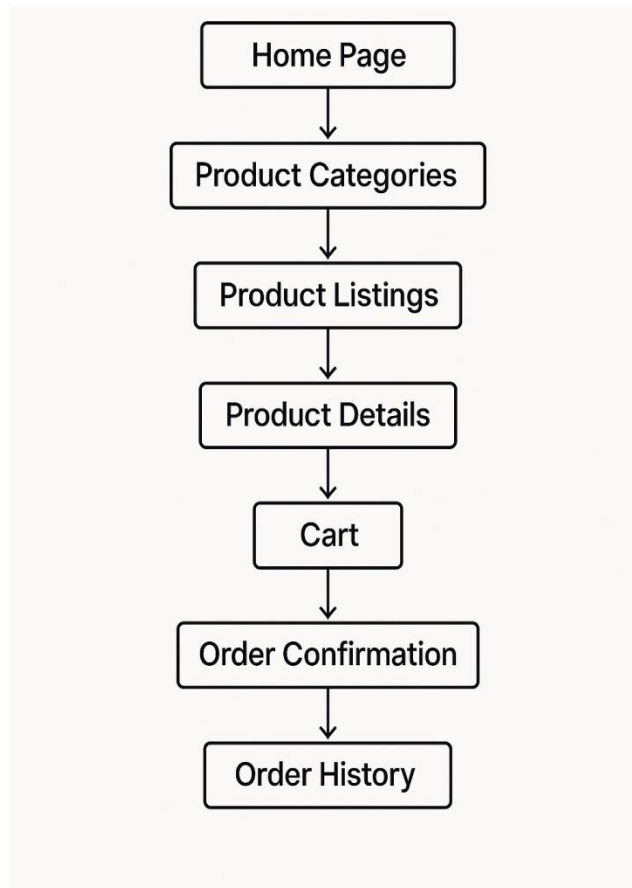 Home Page
Product Categories
Product Listings
Product Details
Cart
Order Confirmation
Order History